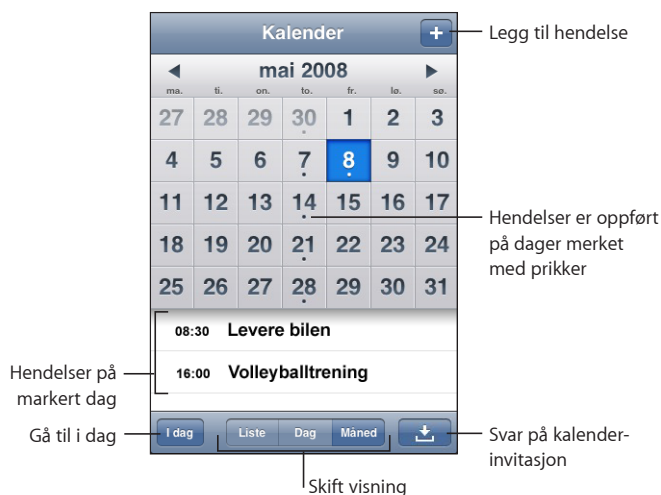 Kalender
+
Legg til hendelse
mai 2008
ma. ti. on. to. fr. lø. sø.
27 28 29 30 1 2 3
4 5 6 7 8 9 10
11 12 13 14 15 16 17
18 19 20 21 22 23 24
25 26 27 28 29 30 31
Hendelser er oppført
på dager merket
med prikker
08:30 Levere bilen
16:00 Volleyballtrening
Hendelser på
markert dag
Gå til i dag
I dag
Liste Dag Måned
Svar på kalender-
invitasjon
Skift visning